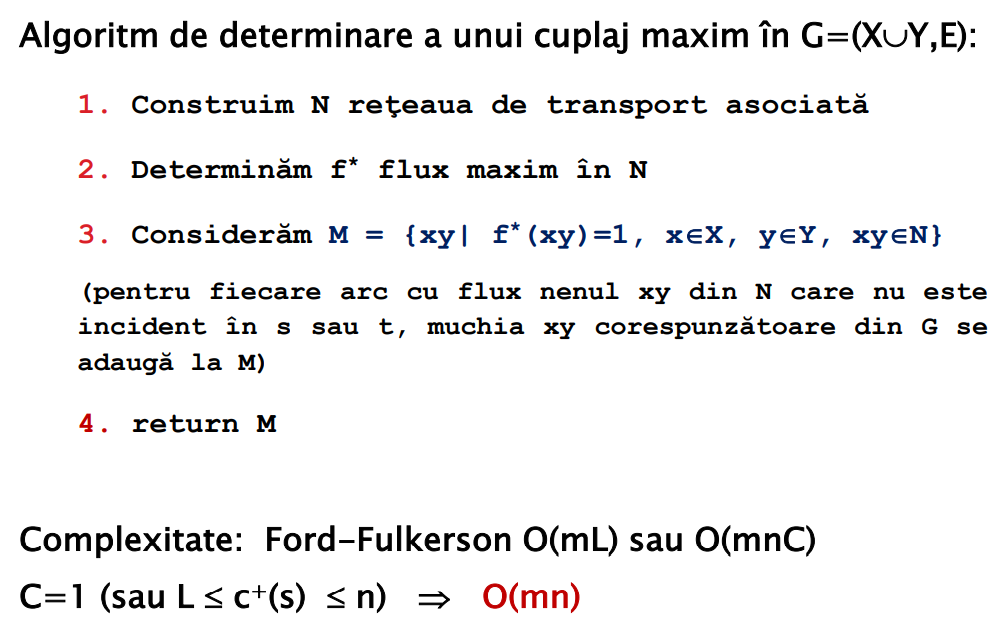 Algoritm de determinare a unui cuplaj maxim în G=(X∪Y,E):
1. Construim N reţeaua de transport asociată
2. Determinăm f* flux maxim în N
3. Considerăm M = {xy| f*(xy)=1, x∈X, y∈Y, xy∈N}
(pentru fiecare arc cu flux nenul xy din N care nu este
incident în s sau t, muchia xy corespunzătoare din G se
adaugă la M)
4. return M
Complexitate: Ford–Fulkerson O(mL) sau O(mnC)
C=1 (sau L ≤ c⁺(s) ≤ n) ⇒ O(mn)